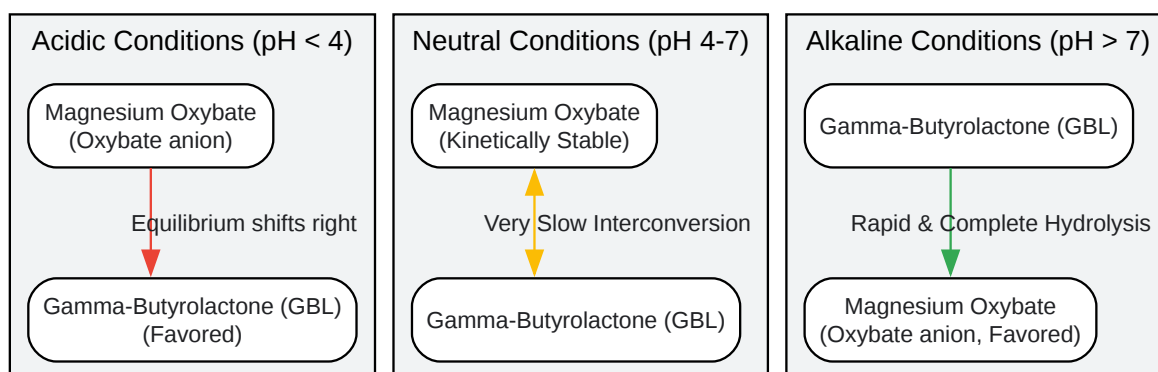 Acidic Conditions (pH < 4)
Magnesium Oxybate
(Oxybate anion)
Equilibrium shifts right
Gamma-Butyrolactone (GBL)
(Favored)
Neutral Conditions (pH 4-7)
Magnesium Oxybate
(Kinetically Stable)
Very Slow Interconversion
Gamma-Butyrolactone (GBL)
Alkaline Conditions (pH > 7)
Gamma-Butyrolactone (GBL)
Rapid & Complete Hydrolysis
Magnesium Oxybate
(Oxybate anion, Favored)